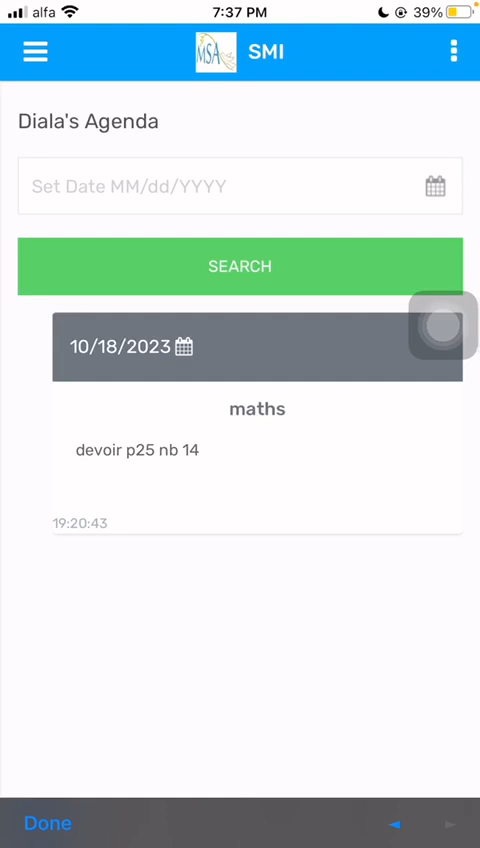 alfa 7:37 PM 39%
MSA SMI
Diala's Agenda
Set Date MM/dd/YYYY
SEARCH
10/18/2023
maths
devoir p25 nb 14
19:20:43
Done